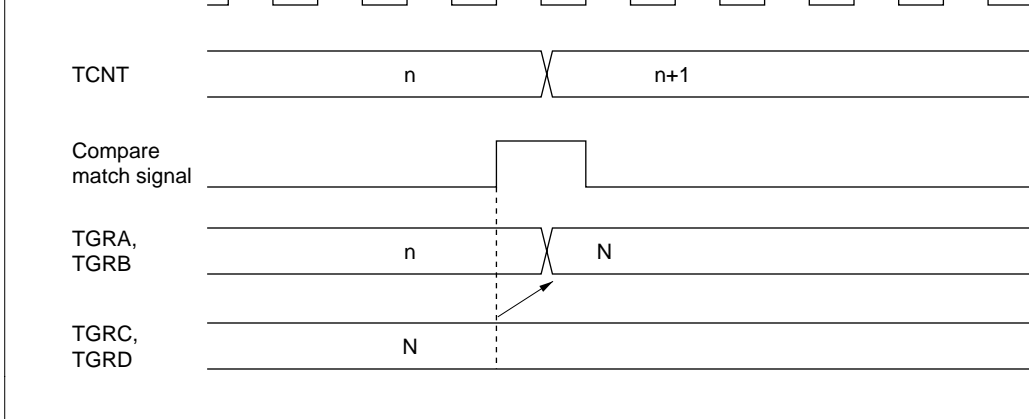 TCNT
n
n+1
Compare
match signal
TGRA,
TGRB
n
N
TGRC,
TGRD
N